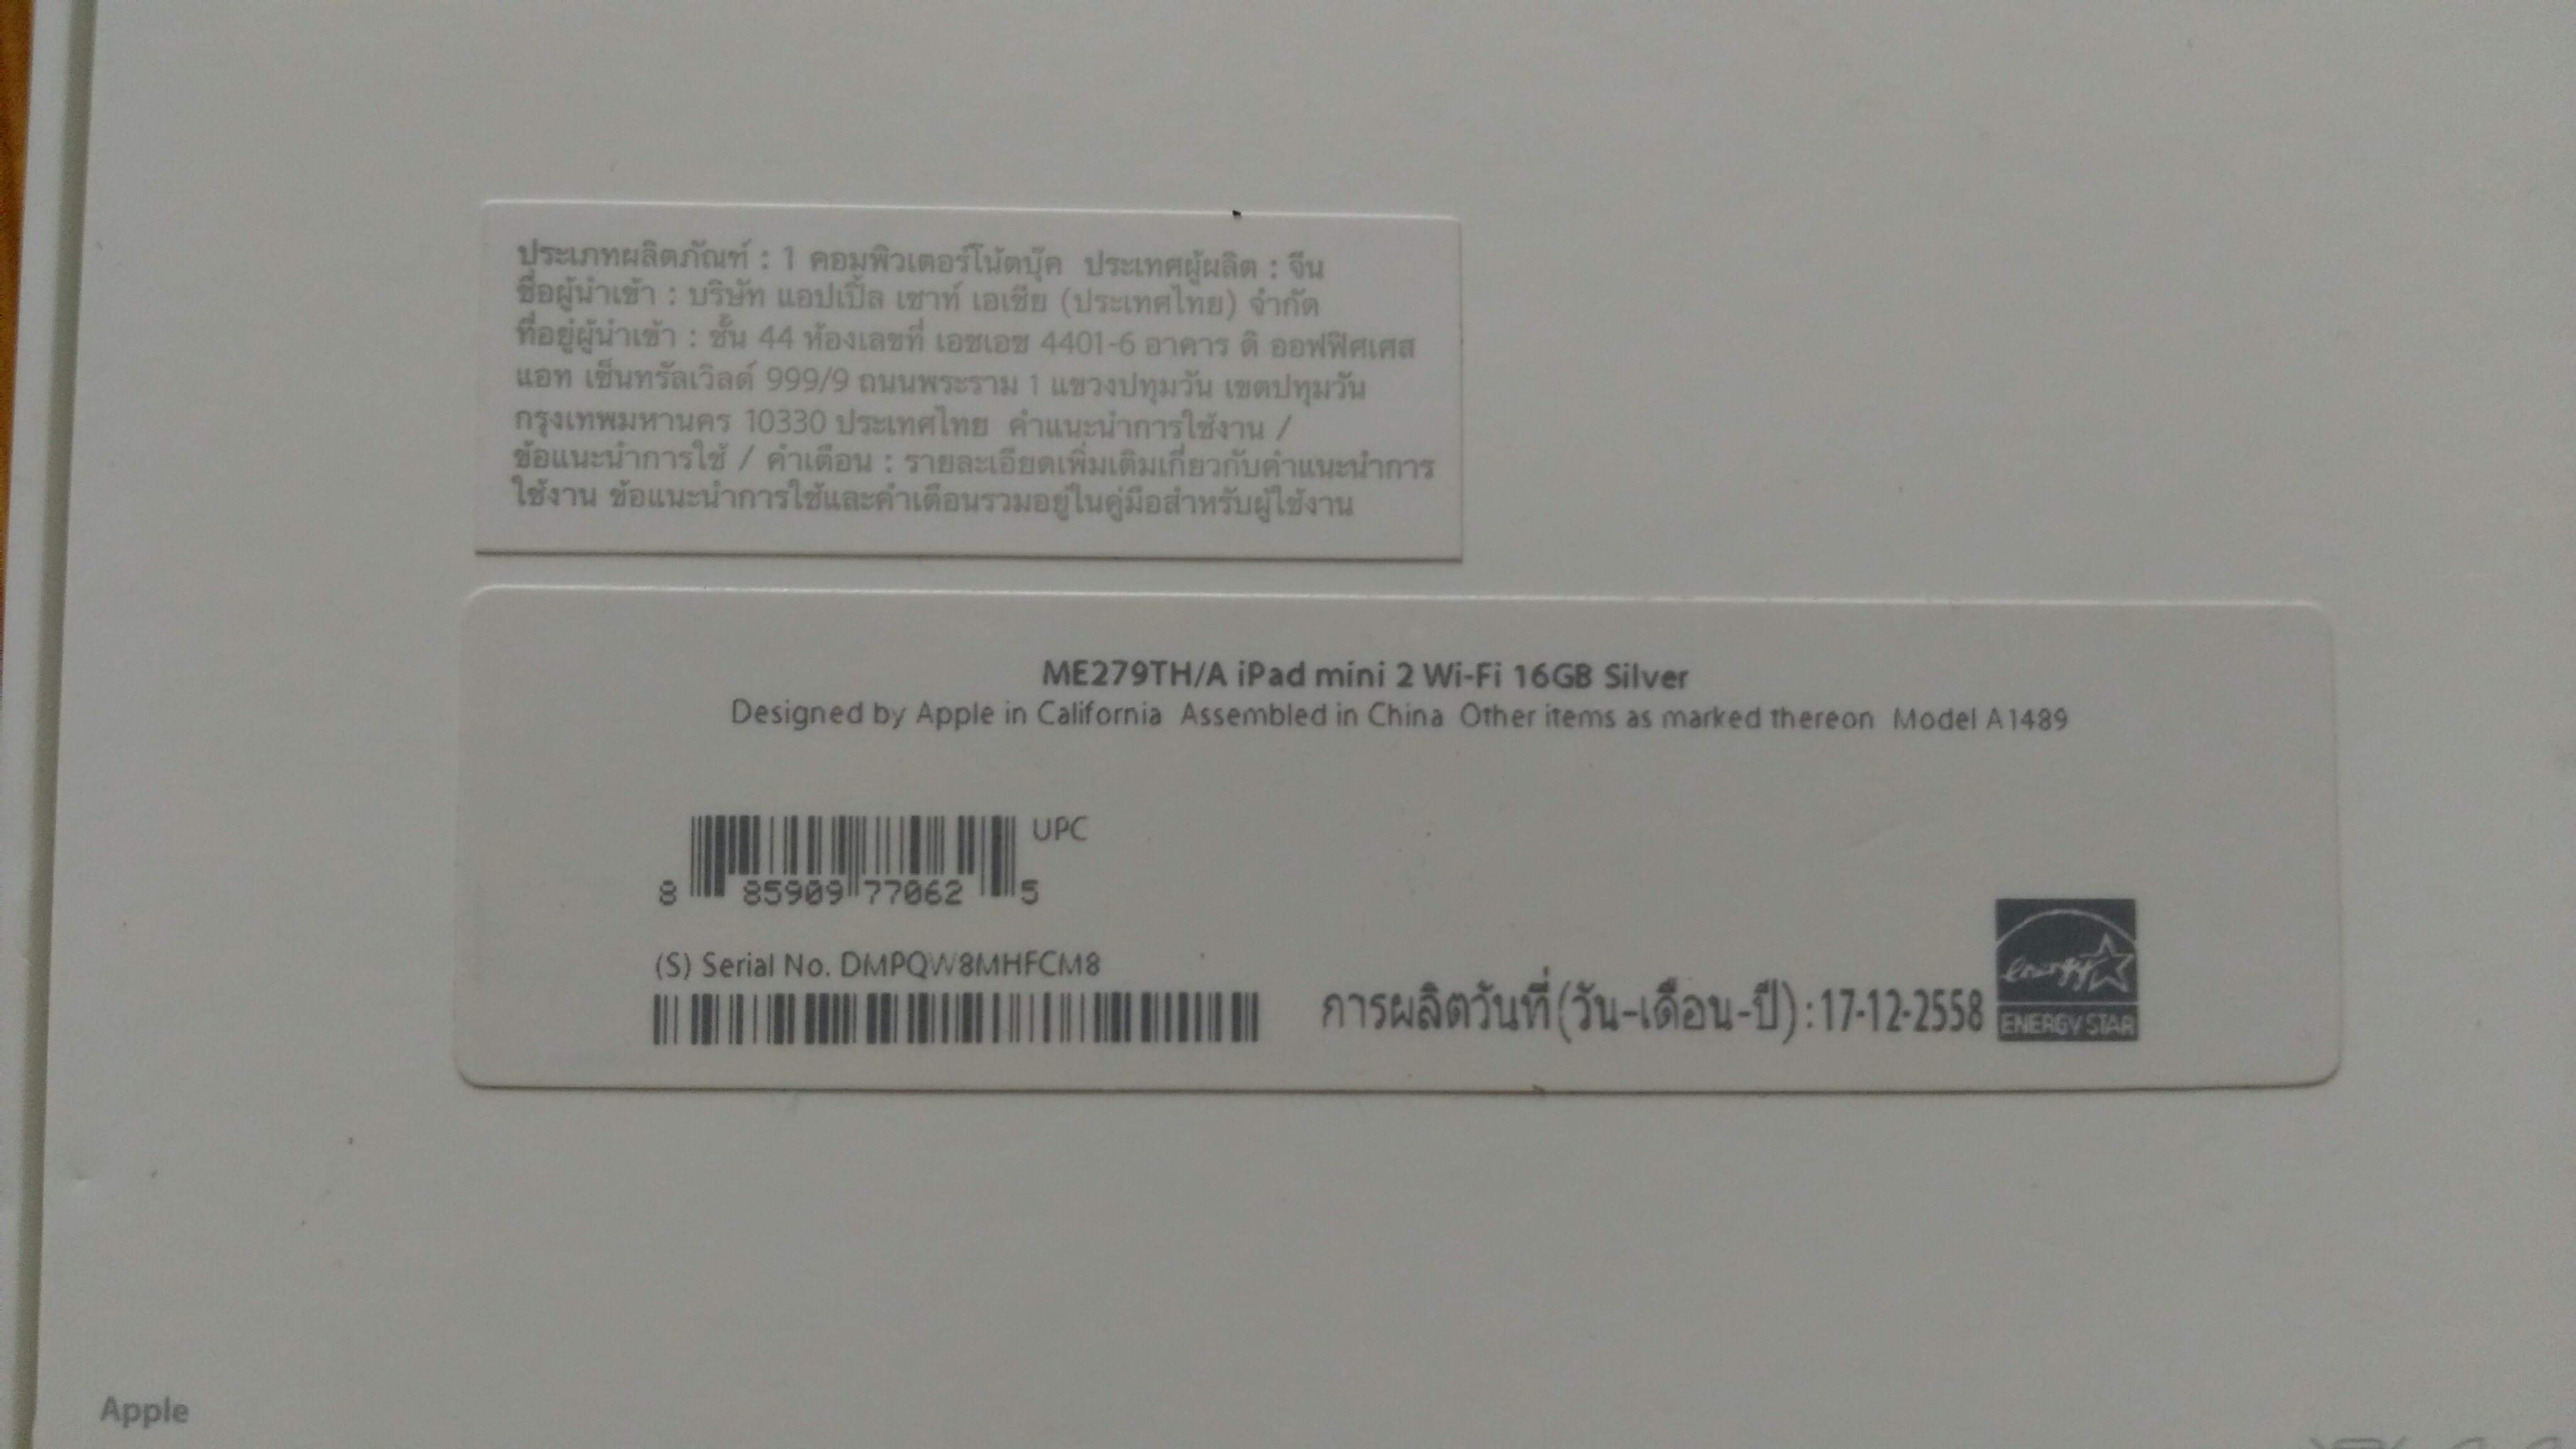 ประเภทผลิตภัณฑ์ : 1 คอมพิวเตอร์โน้ตบุ๊ค ประเทศผู้ผลิต : จีน
ชื่อผู้นำเข้า : บริษัท แอปเปิ้ล เซาท์ เอเชีย (ประเทศไทย) จำกัด
ที่อยู่ผู้นำเข้า : ชั้น 44 ห้องเลขที่ เอชเอช 4401-6 อาคาร ดิ ออฟฟิศเศส
แอท เซ็นทรัลเวิลด์ 999/9 ถนนพระราม 1 แขวงปทุมวัน เขตปทุมวัน
กรุงเทพมหานคร 10330 ประเทศไทย คำแนะนำการใช้งาน /
ข้อแนะนำการใช้ / คำเตือน : รายละเอียดเพิ่มเติมเกี่ยวกับคำแนะนำการ
ใช้งาน ข้อแนะนำการใช้และคำเตือนรวมอยู่ในคู่มือสำหรับผู้ใช้งาน
ME279TH/A iPad mini 2 Wi-Fi 16GB Silver
Designed by Apple in California Assembled in China Other items as marked thereon Model A1489
UPC
8 85909 77062 5
(S) Serial No. DMPQW8MHFCM8
การผลิตวันที่ (วัน-เดือน-ปี) : 17-12-2558
energy
ENERGY STAR
Apple